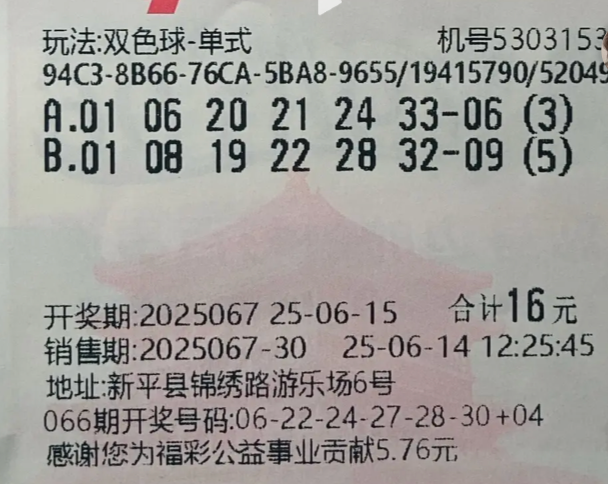 玩法:双色球-单式 机号5303153
94C3-8B66-76CA-5BA8-9655/19415790/52049
A.01 06 20 21 24 33-06 (3)
B.01 08 19 22 28 32-09 (5)
开奖期:2025067 25-06-15 合计16元
销售期:2025067-30 25-06-14 12:25:45
地址:新平县锦绣路游乐场6号
066期开奖号码:06-22-24-27-28-30+04
感谢您为福彩公益事业贡献5.76元